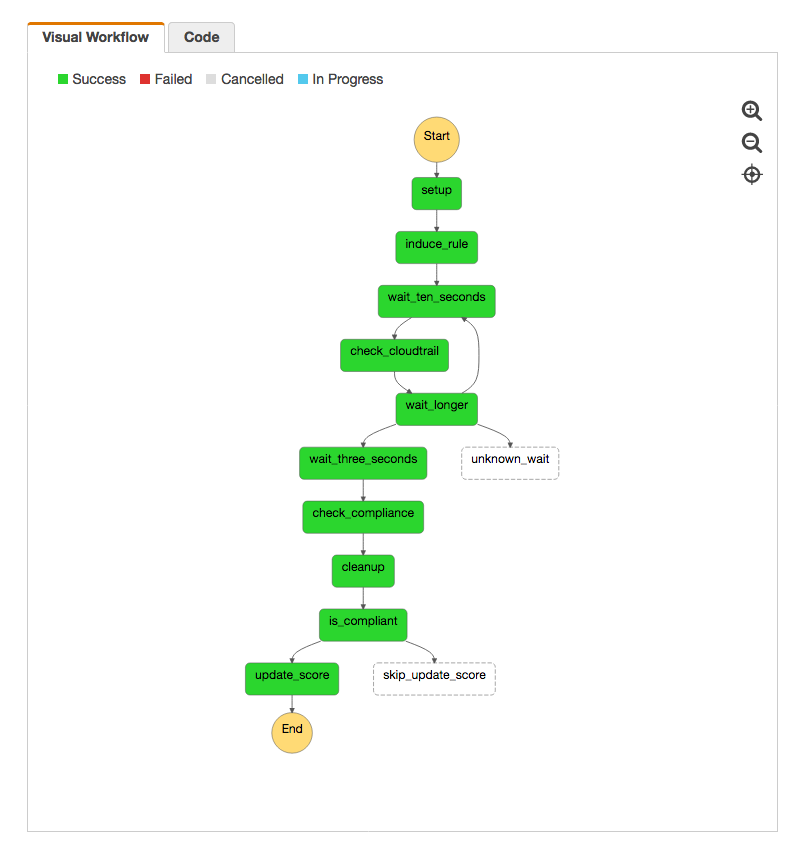 Visual Workflow Code
Success Failed Cancelled In Progress
Start
setup
induce_rule
wait_ten_seconds
check_cloudtrail
wait_longer
wait_three_seconds unknown_wait
check_compliance
cleanup
is_compliant
update_score skip_update_score
End